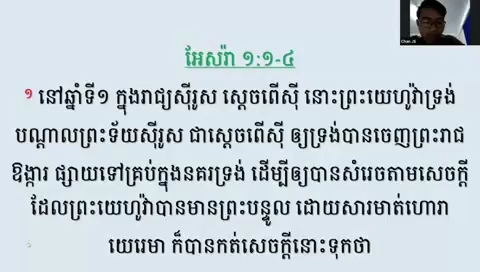 អែសរ៉ា ១:១-៤
១ នៅឆ្នាំទី១ ក្នុងរាជ្យស៊ីរូស ស្តេចពើស៊ី នោះព្រះយេហូវ៉ាទ្រង់
បណ្តាលព្រះទ័យស៊ីរូស ជាស្តេចពើស៊ី ឲ្យទ្រង់បានចេញព្រះរាជ
ឱង្ការ ផ្សាយទៅគ្រប់ក្នុងនគរទ្រង់ ដើម្បីឲ្យបានសំរេចតាមសេចក្តី
ដែលព្រះយេហូវ៉ាបានមានព្រះបន្ទូល ដោយសារមាត់ហោរា
យេរេមា ក៏បានកត់សេចក្តីនោះទុកថា
Chan JS